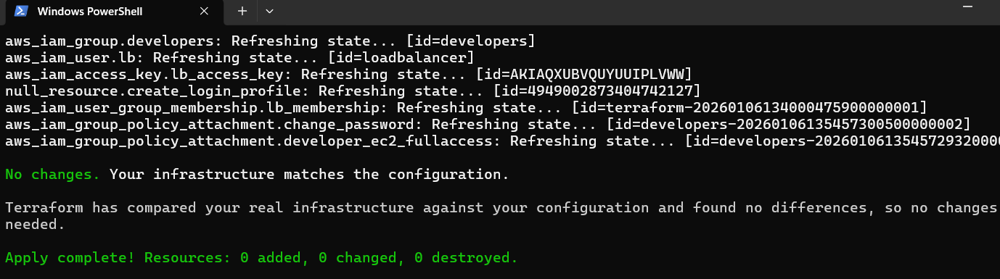 Windows PowerShell
aws_iam_group.developers: Refreshing state... [id=developers]
aws_iam_user.lb: Refreshing state... [id=loadbalancer]
aws_iam_access_key.lb_access_key: Refreshing state... [id=AKIAQXUBVQUYUUIPLVWW]
null_resource.create_login_profile: Refreshing state... [id=4949002873404742127]
aws_iam_user_group_membership.lb_membership: Refreshing state... [id=terraform-20260106134000475900000001]
aws_iam_group_policy_attachment.change_password: Refreshing state... [id=developers-20260106135457300500000002]
aws_iam_group_policy_attachment.developer_ec2_fullaccess: Refreshing state... [id=developers-2026010613545729320000
No changes. Your infrastructure matches the configuration.
Terraform has compared your real infrastructure against your configuration and found no differences, so no changes
needed.
Apply complete! Resources: 0 added, 0 changed, 0 destroyed.